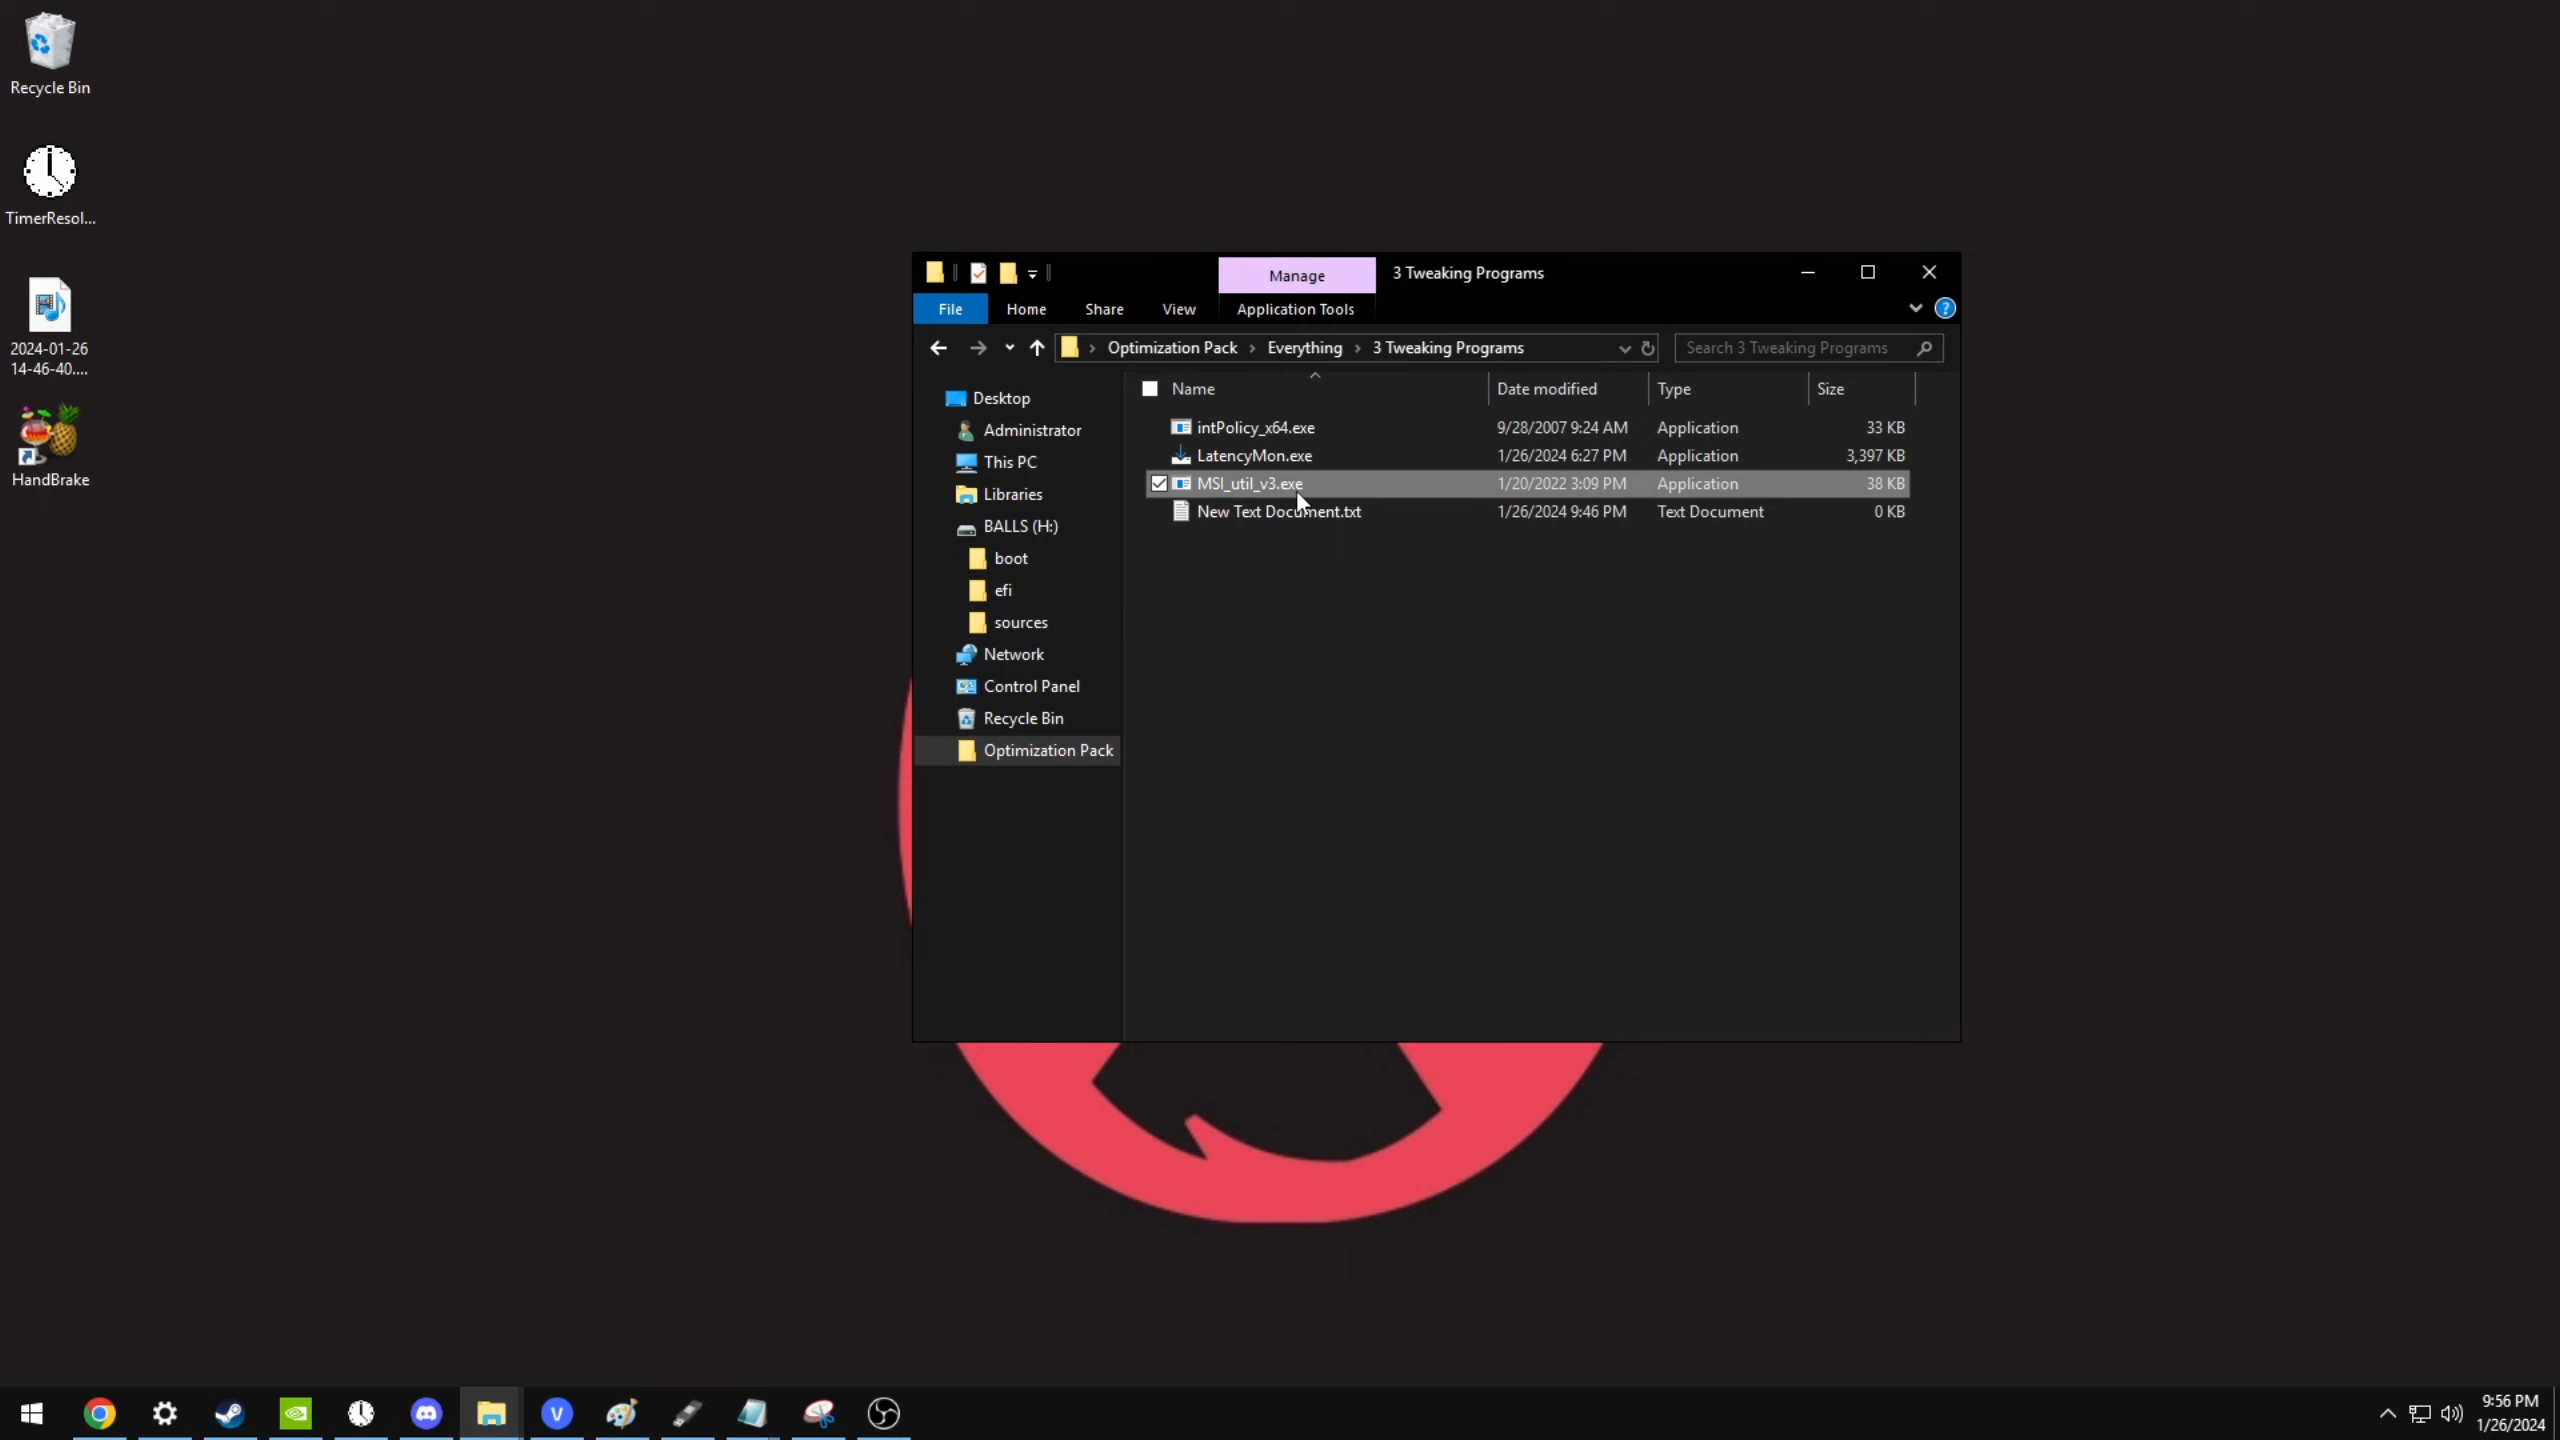 Recycle Bin
TimerResol...
2024-01-26
14-46-40....
HandBrake
Manage
3 Tweaking Programs
File
Home
Share
View
Application Tools
Optimization Pack
Everything
3 Tweaking Programs
Search 3 Tweaking Programs
Name
Date modified
Type
Size
intPolicy_x64.exe 9/28/2007 9:24 AM Application 33 KB
LatencyMon.exe 1/26/2024 6:27 PM Application 3,397 KB
MSI_util_v3.exe 1/20/2022 3:09 PM Application 38 KB
New Text Document.txt 1/26/2024 9:46 PM Text Document 0 KB
Desktop
Administrator
This PC
Libraries
BALLS (H:)
boot
efi
sources
Network
Control Panel
Recycle Bin
Optimization Pack
9:56 PM
1/26/2024